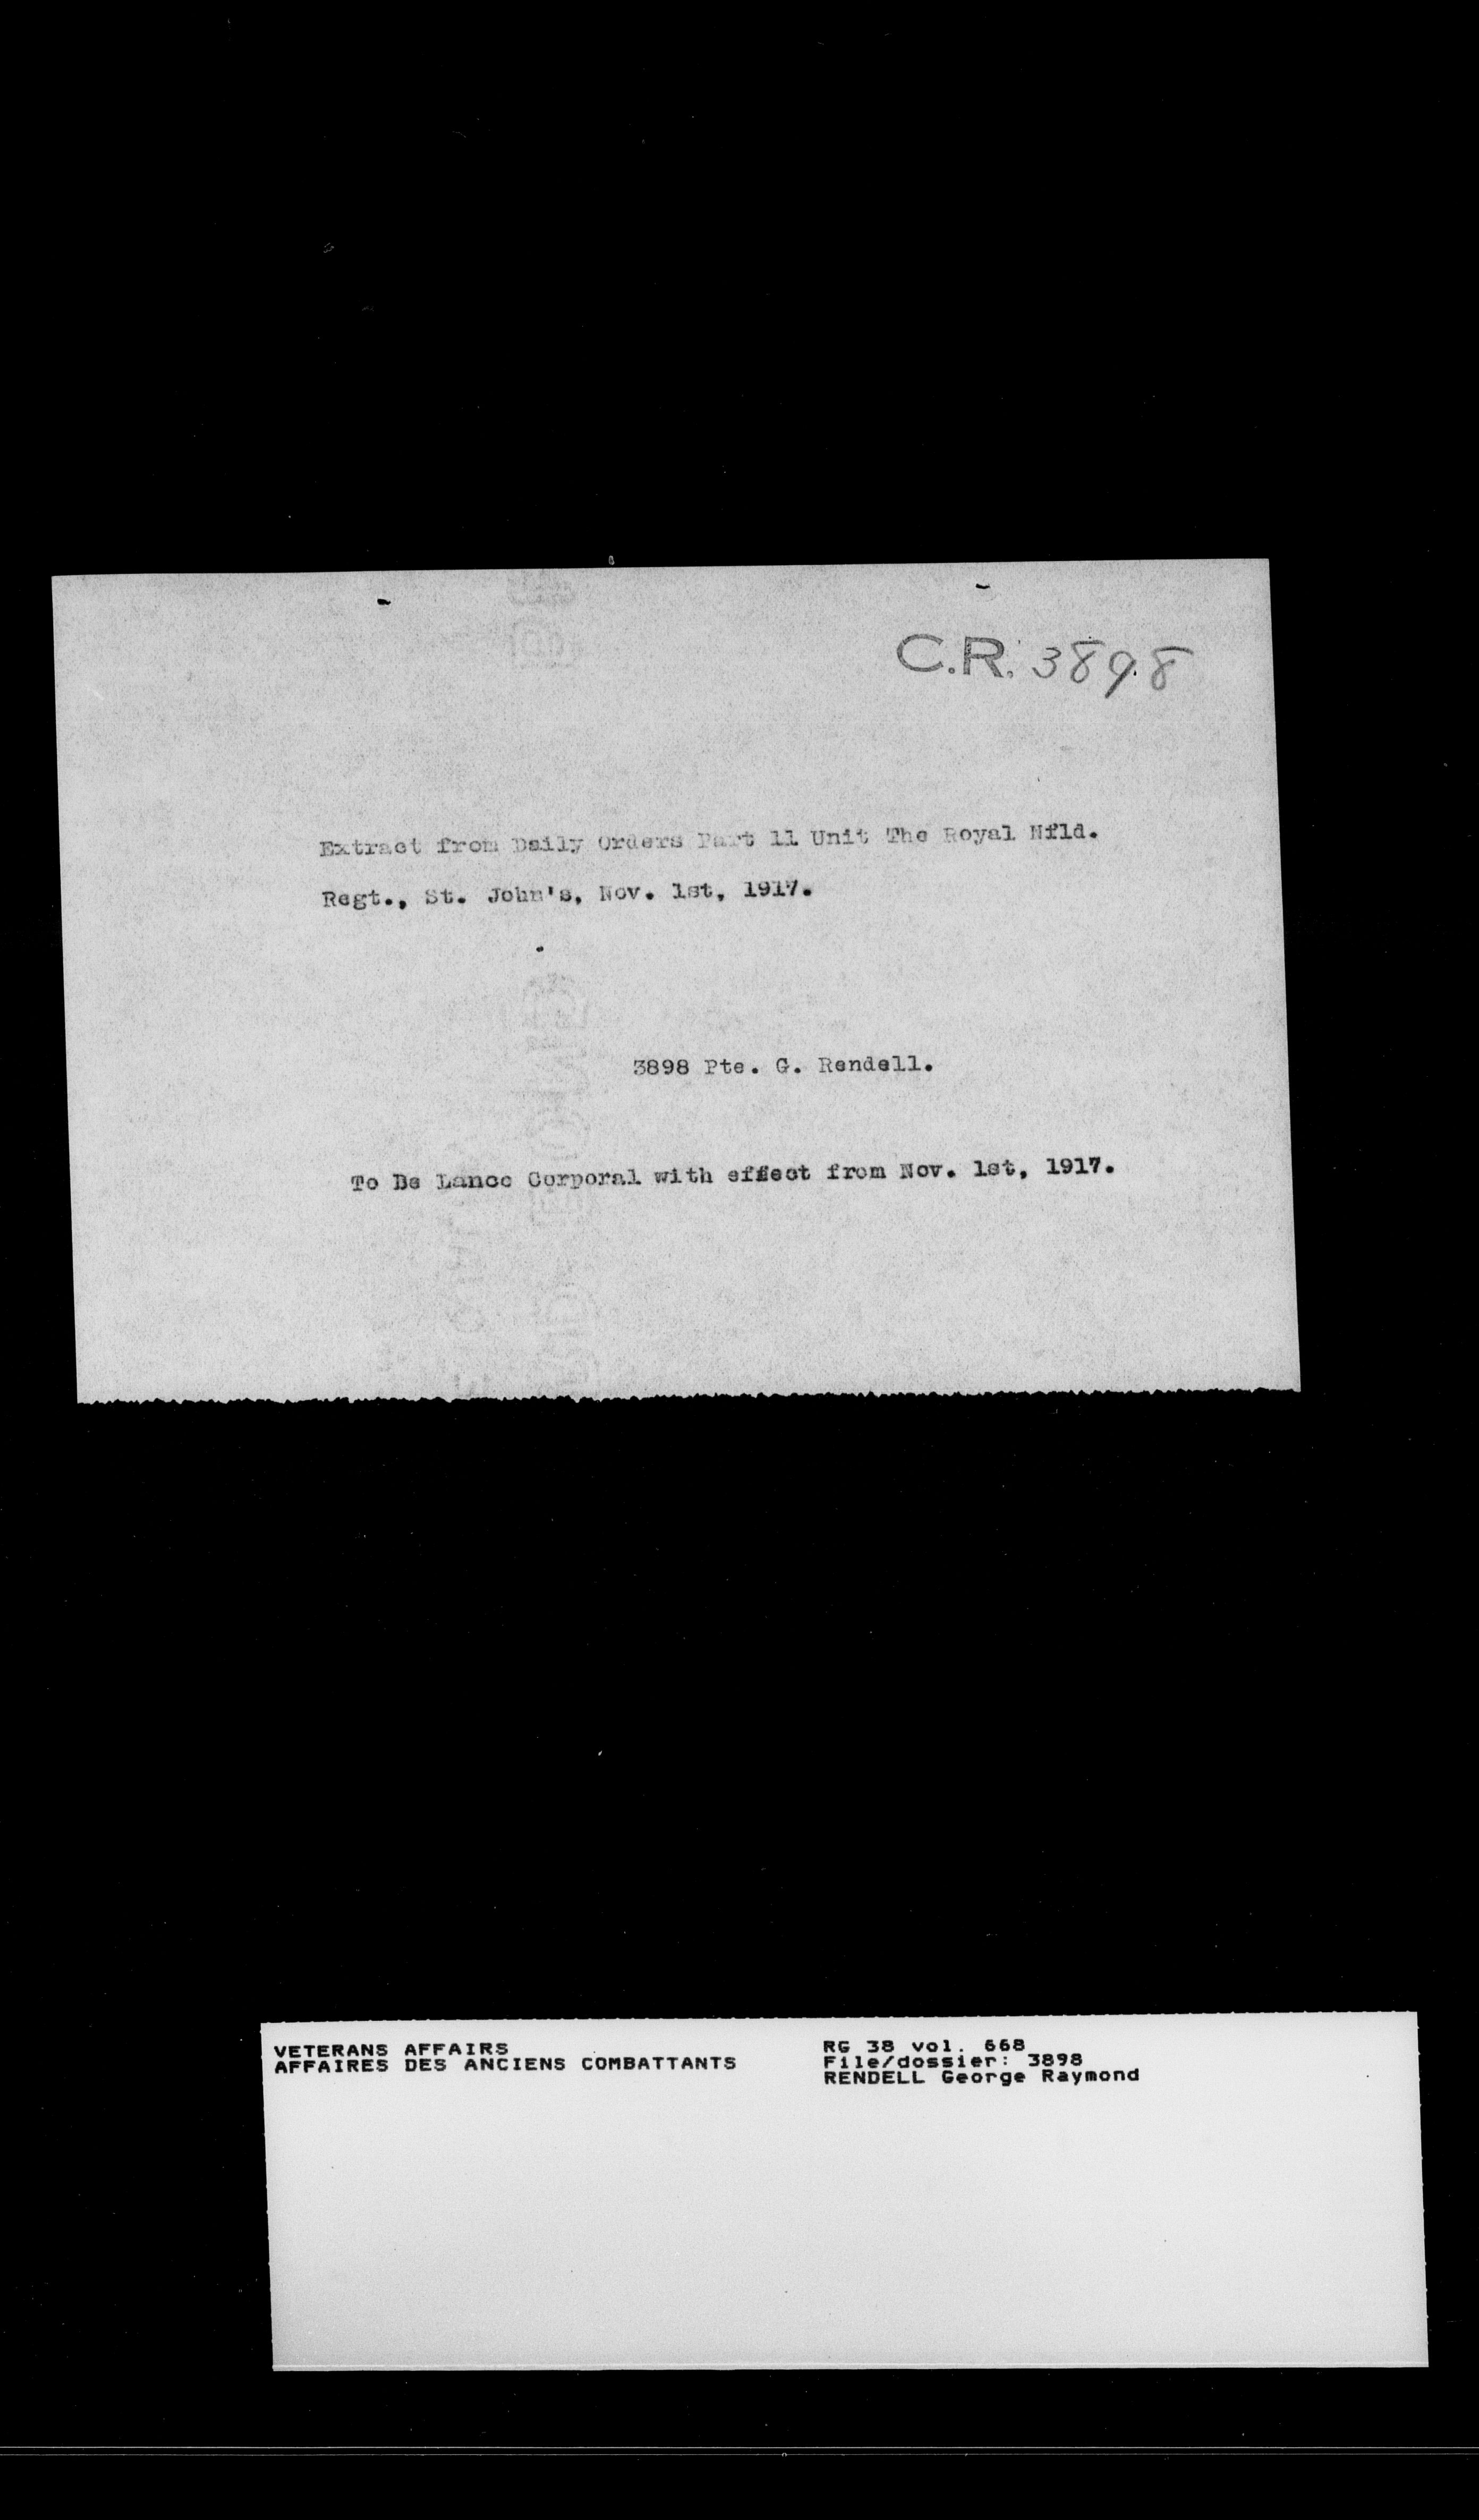 C.R. 3898
Extract from Daily Orders Part 11 Unit The Royal Nfld.
Regt., St. John's, Nov. 1st, 1917.
3898 Pte. G. Rendell.
To Be Lance Corporal with effect from Nov. 1st, 1917.
VETERANS AFFAIRS
AFFAIRES DES ANCIENS COMBATTANTS
RG 38 vol. 668
File/dossier: 3898
RENDELL George Raymond